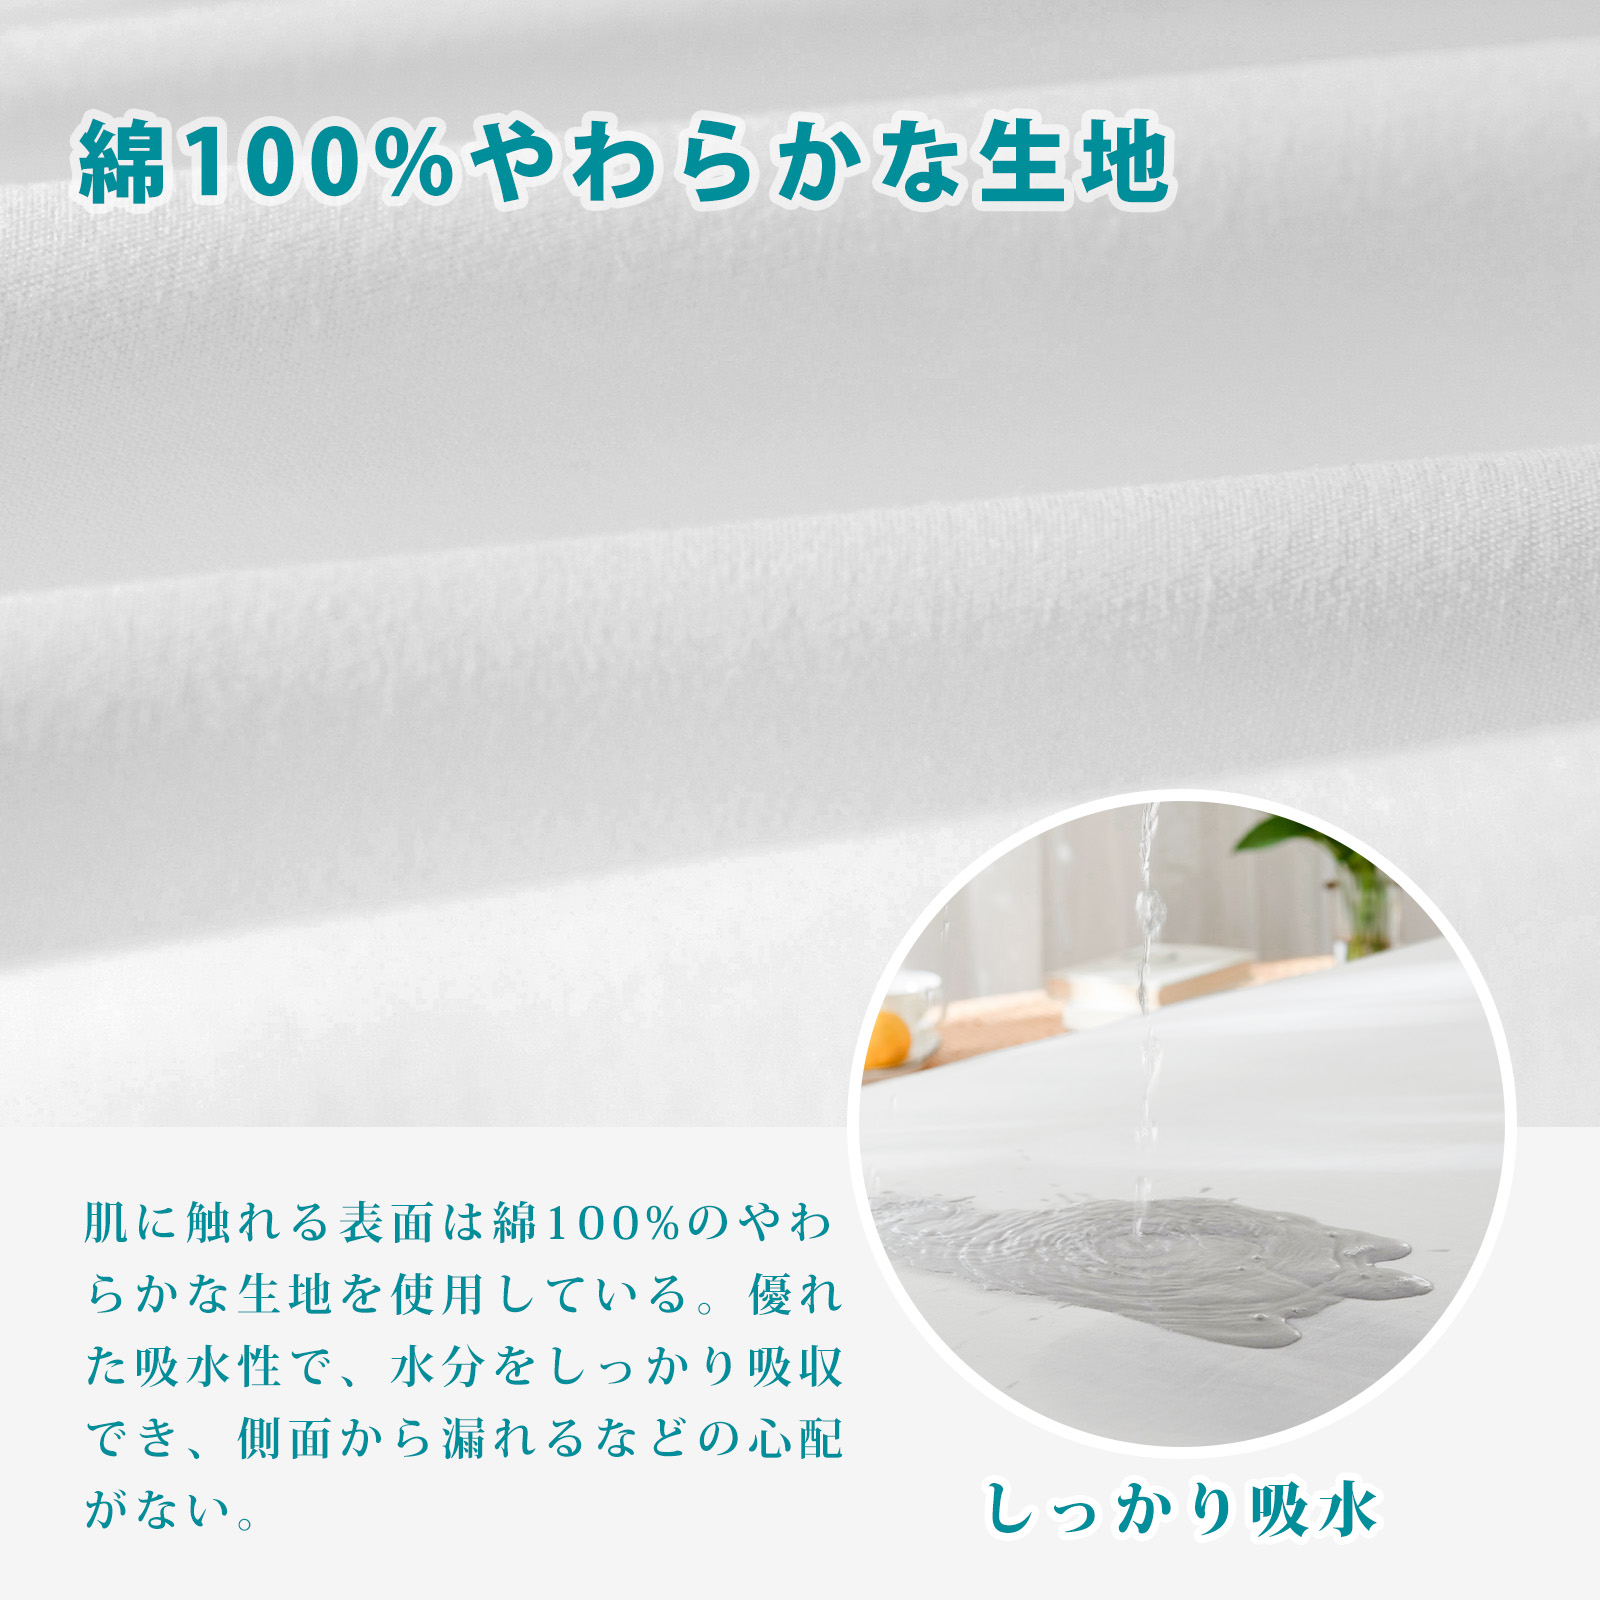 綿100%やわらかな生地
肌に触れる表面は綿100%のやわ
らかな生地を使用している。優れ
た吸水性で、水分をしっかり吸収
でき、側面から漏れるなどの心配
がない。
しっかり吸水